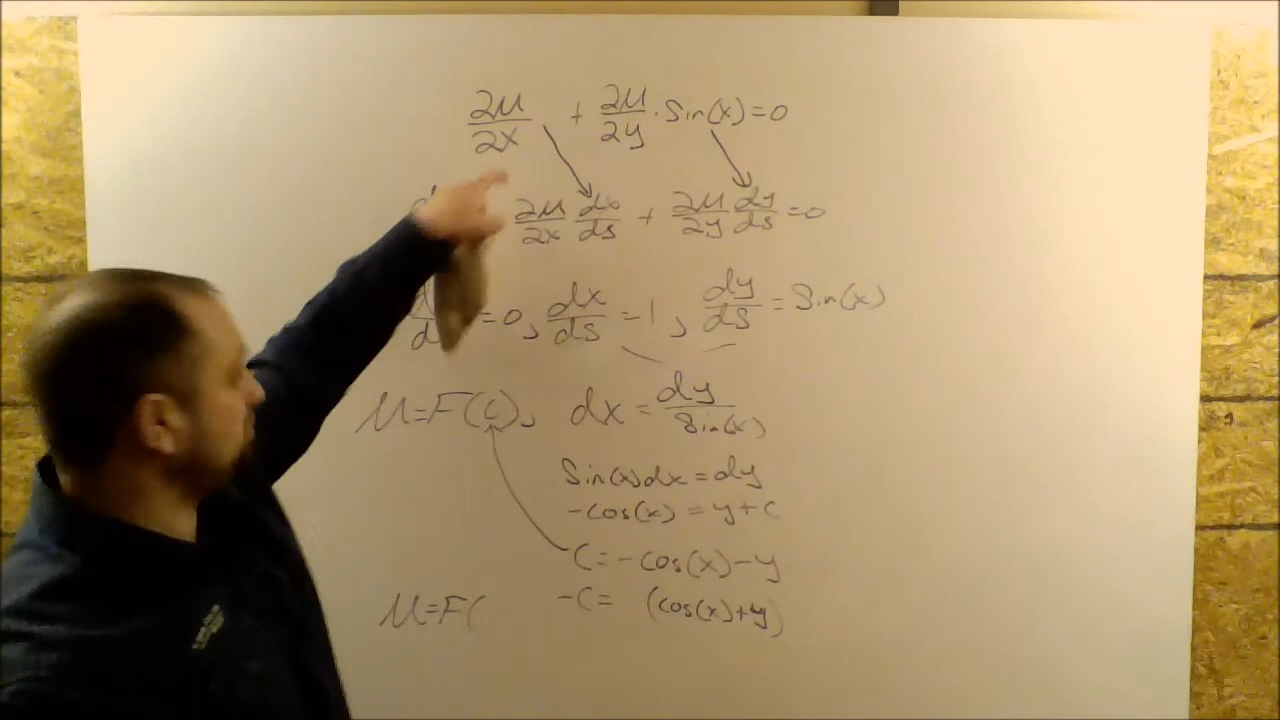 ∂u/∂x + ∂u/∂y · Sin(x) = 0
∂u/∂x dx/ds + ∂u/∂y dy/ds = 0
= 0, dx/ds = 1, dy/ds = Sin(x)
u = F(c), dx = dy/Sin(x)
Sin(x)dx = dy
-cos(x) = y + c
C = -cos(x) - y
u = F( -C = (cos(x) + y)